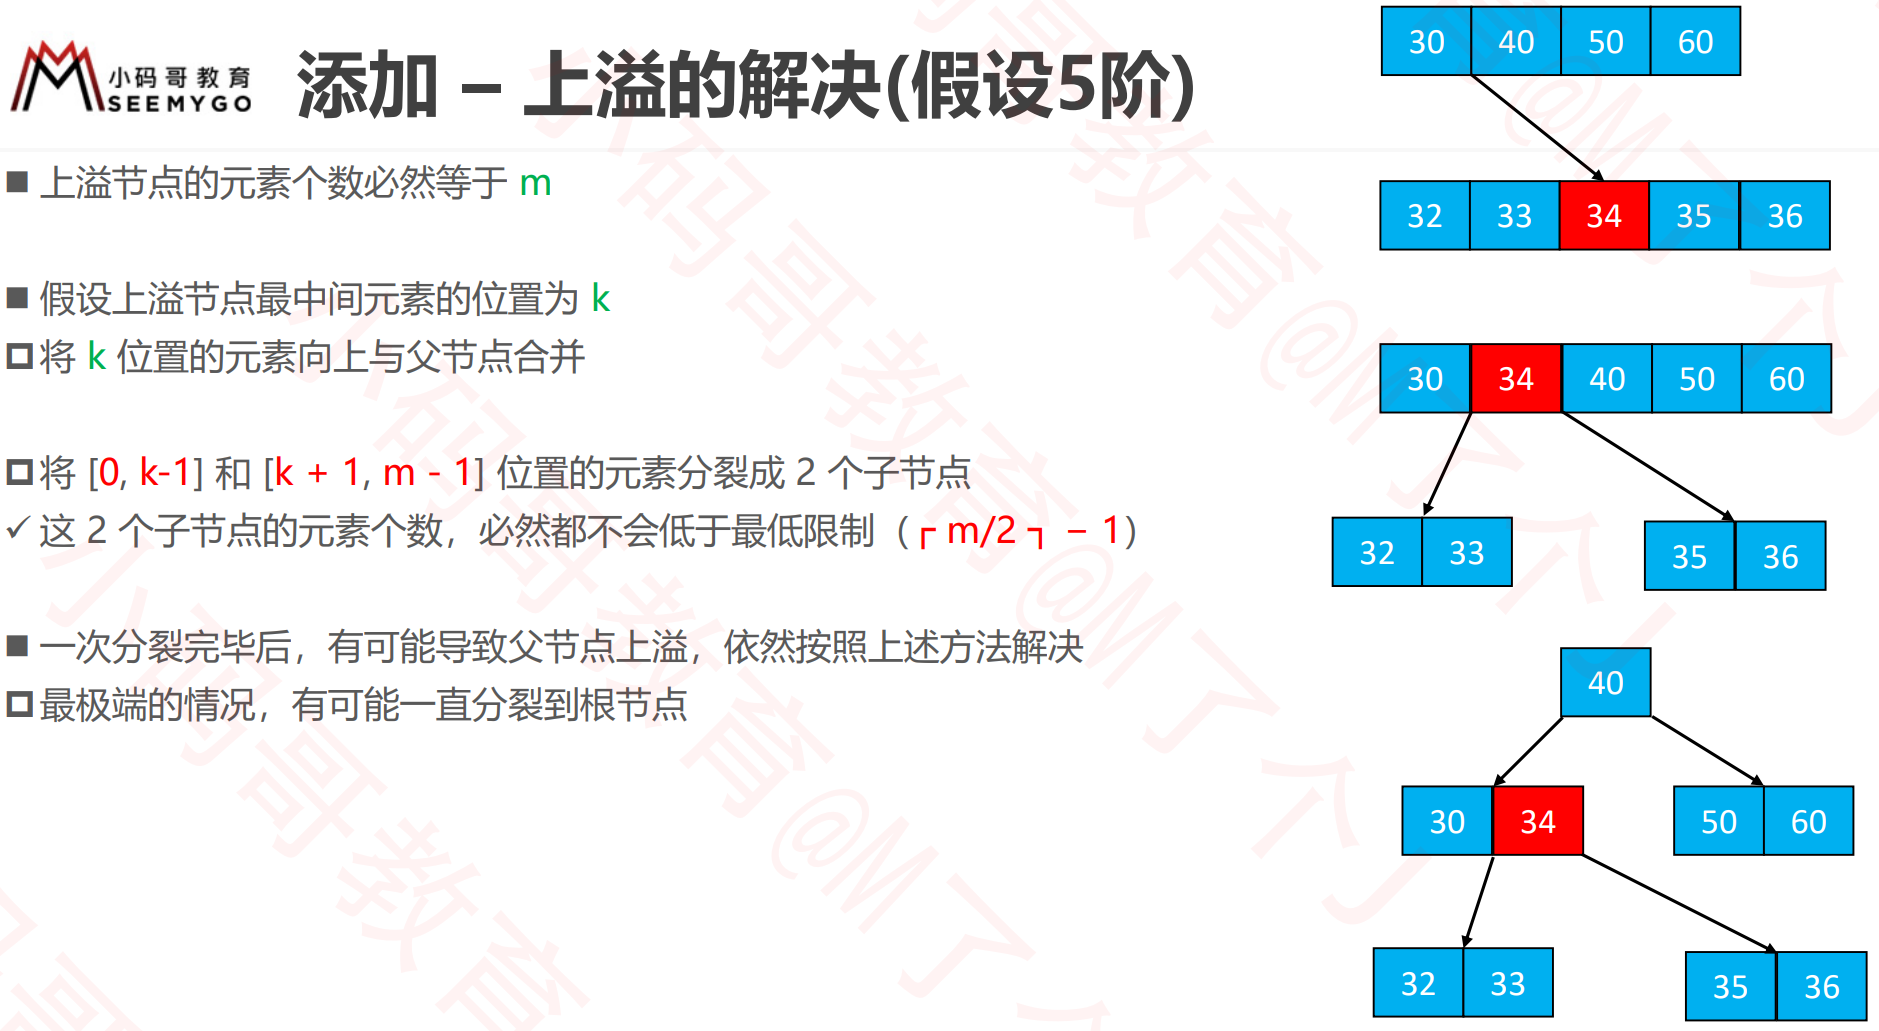 小码哥教育
SEEMYGO
添加 – 上溢的解决(假设5阶)
■ 上溢节点的元素个数必然等于 m
■ 假设上溢节点最中间元素的位置为 k
将 k 位置的元素向上与父节点合并
将 [0, k-1] 和 [k + 1, m - 1] 位置的元素分裂成 2 个子节点
✓ 这 2 个子节点的元素个数，必然都不会低于最低限制（┌ m/2 ┐ − 1）
■ 一次分裂完毕后，有可能导致父节点上溢，依然按照上述方法解决
最极端的情况，有可能一直分裂到根节点
30 40 50 60
32 33 34 35 36
30 34 40 50 60
32 33 35 36
40
30 34 50 60
32 33 35 36
小码哥教育@M了个J